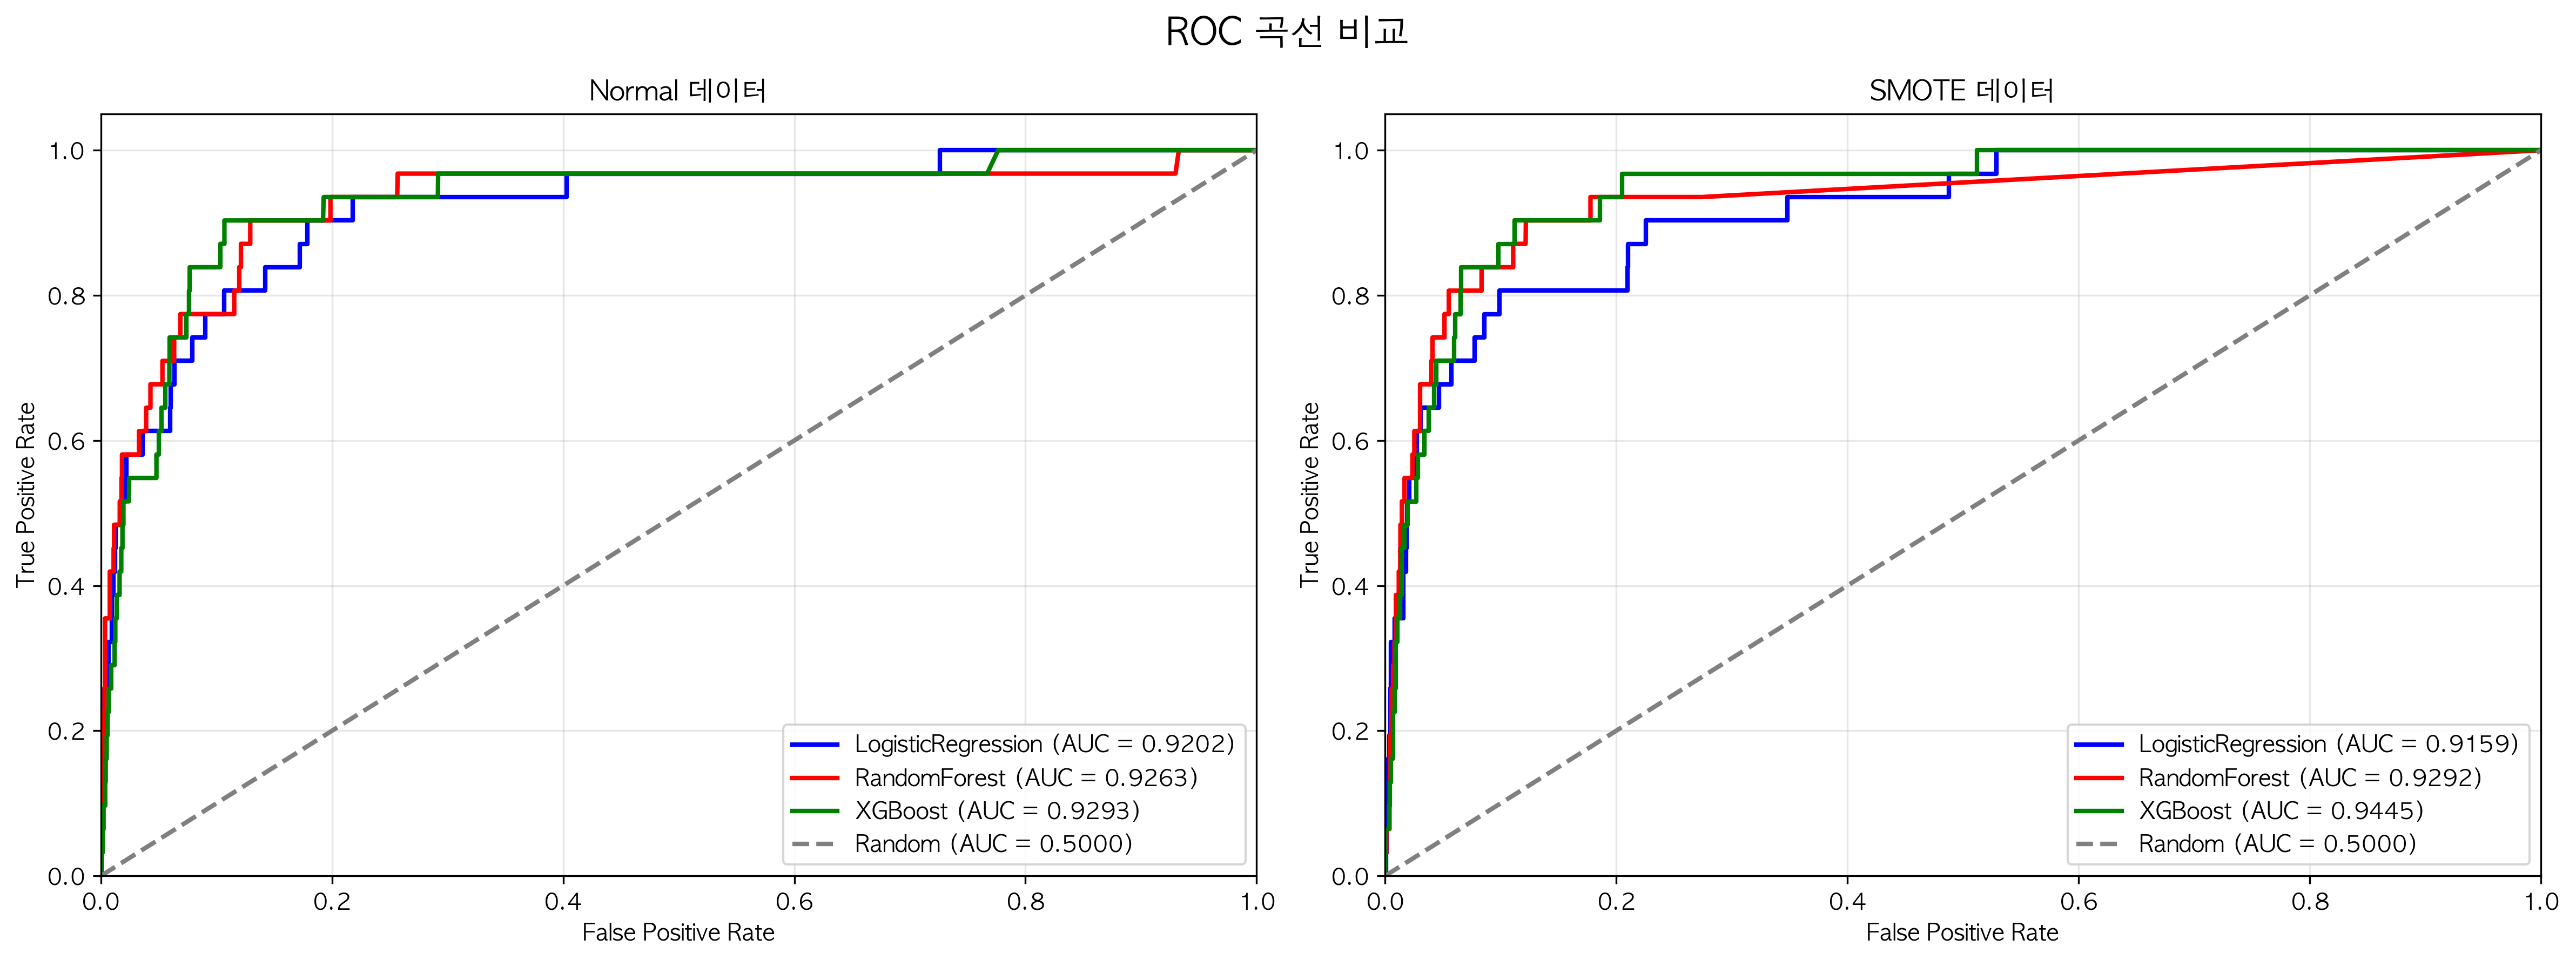 ROC 곡선 비교
Normal 데이터
True Positive Rate
1.0
0.8
0.6
0.4
0.2
0.0
0.0 0.2 0.4 0.6 0.8 1.0
False Positive Rate
LogisticRegression (AUC = 0.9202)
RandomForest (AUC = 0.9263)
XGBoost (AUC = 0.9293)
Random (AUC = 0.5000)
SMOTE 데이터
True Positive Rate
1.0
0.8
0.6
0.4
0.2
0.0
0.0 0.2 0.4 0.6 0.8 1.0
False Positive Rate
LogisticRegression (AUC = 0.9159)
RandomForest (AUC = 0.9292)
XGBoost (AUC = 0.9445)
Random (AUC = 0.5000)